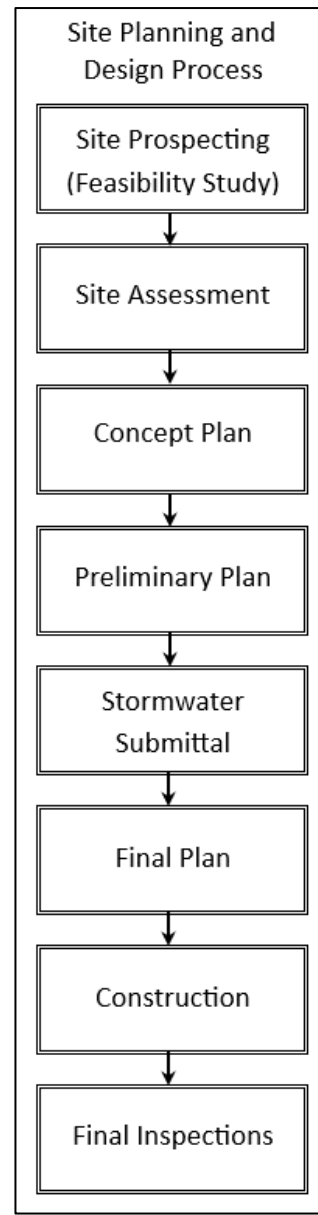 Site Planning and
Design Process
Site Prospecting
(Feasibility Study)
Site Assessment
Concept Plan
Preliminary Plan
Stormwater
Submittal
Final Plan
Construction
Final Inspections